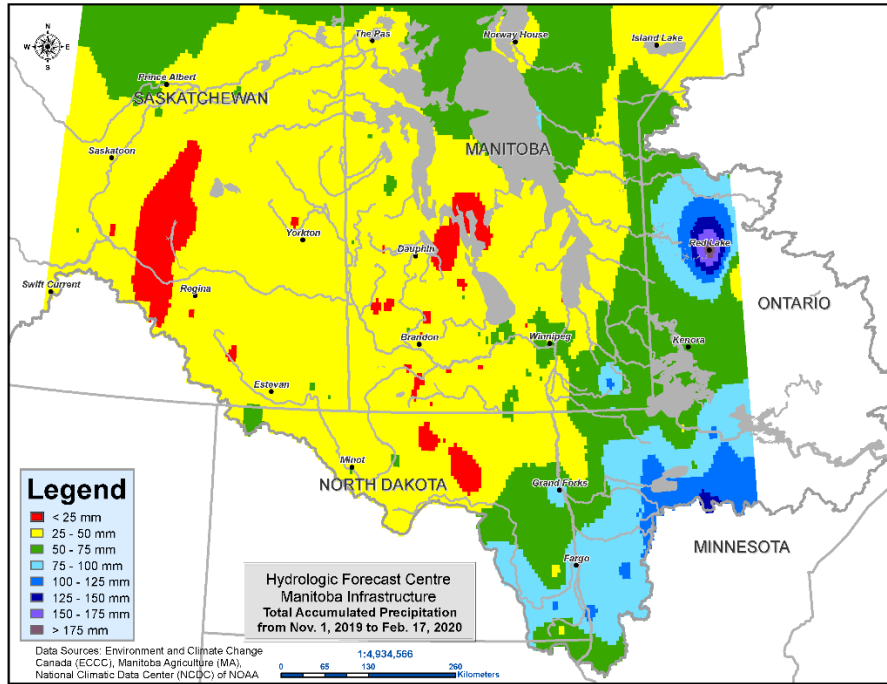 N
W E
S
The Pas
Norway House
Island Lake
Prince Albert
SASKATCHEWAN
Saskatoon
MANITOBA
Yorkton
Dauphin
Red Lake
Swift Current
Regina
ONTARIO
Brandon
Winnipeg
Kenora
Estevan
Minot
NORTH DAKOTA
Grand Forks
MINNESOTA
Fargo
Legend
< 25 mm
25 - 50 mm
50 - 75 mm
75 - 100 mm
100 - 125 mm
125 - 150 mm
150 - 175 mm
> 175 mm
Hydrologic Forecast Centre
Manitoba Infrastructure
Total Accumulated Precipitation
from Nov. 1, 2019 to Feb. 17, 2020
Data Sources: Environment and Climate Change
Canada (ECCC), Manitoba Agriculture (MA),
National Climatic Data Center (NCDC) of NOAA
1:4,934,566
0 65 130 260
Kilometers